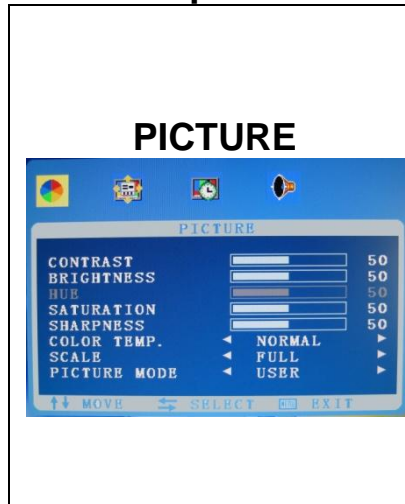 PICTURE
PICTURE
CONTRAST 50
BRIGHTNESS 50
HUE 50
SATURATION 50
SHARPNESS 50
COLOR TEMP. ◄ NORMAL ►
SCALE ◄ FULL ►
PICTURE MODE ◄ USER ►
MOVE SELECT EXIT